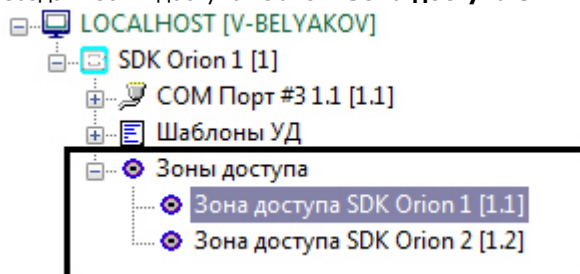 LOCALHOST [V-BELYAKOV]
SDK Orion 1 [1]
COM Порт #3 1.1 [1.1]
Шаблоны УД
Зоны доступа
Зона доступа SDK Orion 1 [1.1]
Зона доступа SDK Orion 2 [1.2]